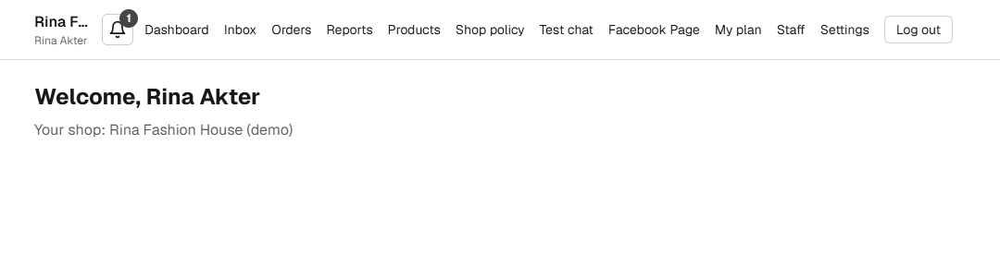 Rina F…
Rina Akter
1
Dashboard Inbox Orders Reports Products Shop policy Test chat Facebook Page My plan Staff Settings Log out
Welcome, Rina Akter
Your shop: Rina Fashion House (demo)